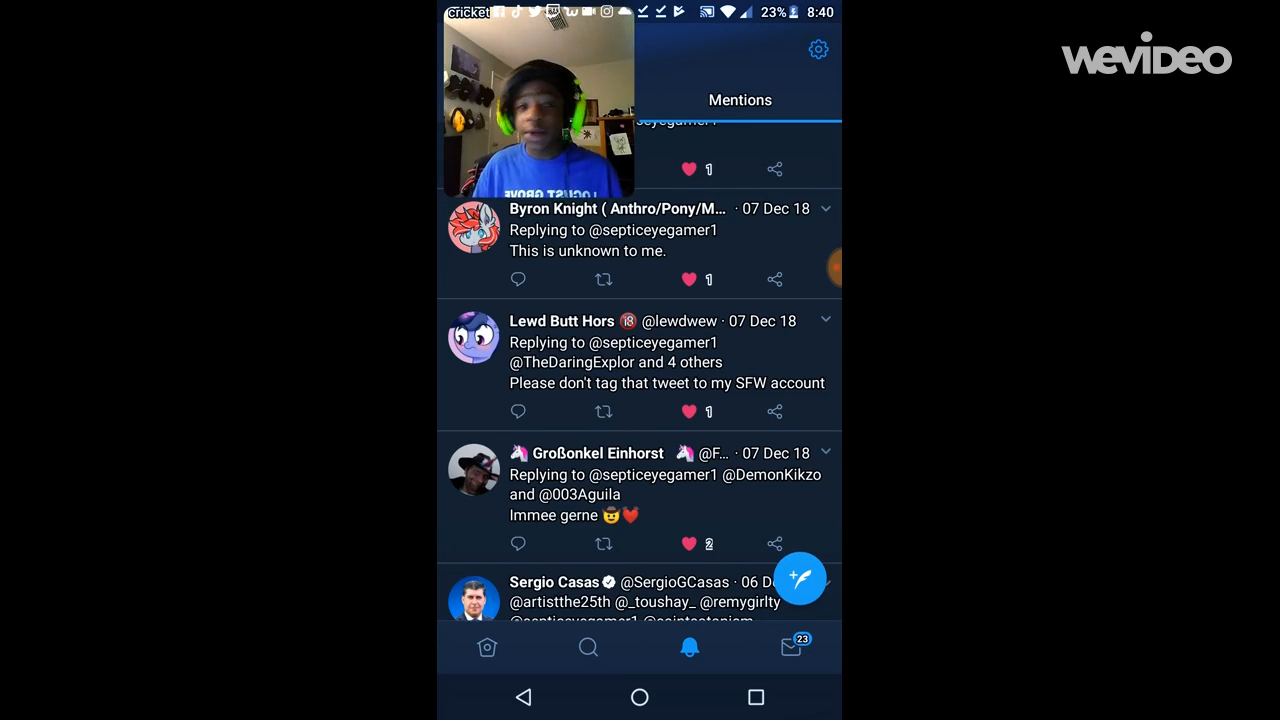 cricket 23% 8:40
wevideo
Mentions
1
Byron Knight ( Anthro/Pony/M... · 07 Dec 18
Replying to @septiceyegamer1
This is unknown to me.
1
Lewd Butt Hors 🔞 @lewdwew · 07 Dec 18
Replying to @septiceyegamer1
@TheDaringExplor and 4 others
Please don't tag that tweet to my SFW account
1
🦄 Großonkel Einhorst 🦄 @F... · 07 Dec 18
Replying to @septiceyegamer1 @DemonKikzo
and @003Aguila
Immee gerne 🤠❤️
2
Sergio Casas @SergioGCasas · 06 D
@artistthe25th @_toushay_ @remygirlty
23